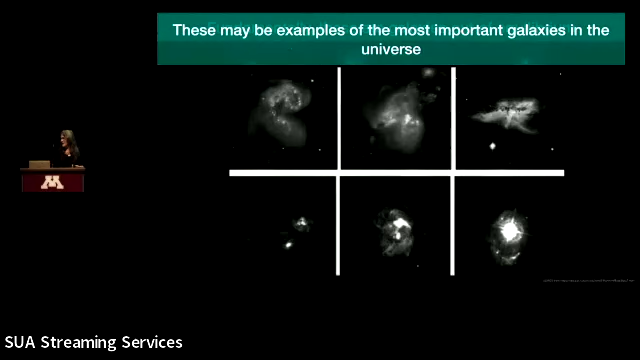 These may be examples of the most important galaxies in the
universe
M
SUA Streaming Services